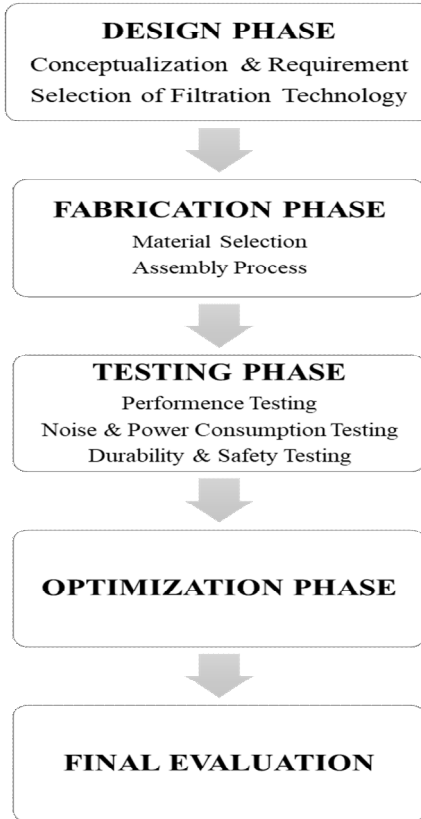 DESIGN PHASE
Conceptualization & Requirement
Selection of Filtration Technology
FABRICATION PHASE
Material Selection
Assembly Process
TESTING PHASE
Performence Testing
Noise & Power Consumption Testing
Durability & Safety Testing
OPTIMIZATION PHASE
FINAL EVALUATION